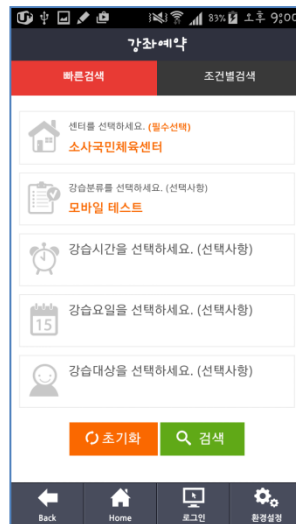 83% 오후 9:00
강좌예약
빠른검색 조건별검색
센터를 선택하세요. (필수선택)
소사국민체육센터
강습분류를 선택하세요. (선택사항)
모바일 테스트
강습시간을 선택하세요. (선택사항)
15 강습요일을 선택하세요. (선택사항)
강습대상을 선택하세요. (선택사항)
초기화 검색
Back Home 로그인 환경설정